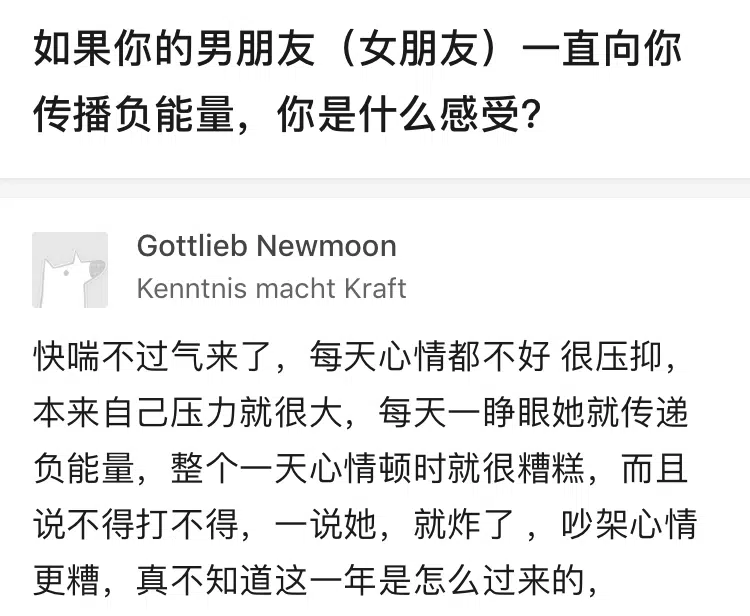 如果你的男朋友（女朋友）一直向你
传播负能量，你是什么感受？
Gottlieb Newmoon
Kenntnis macht Kraft
快喘不过气来了，每天心情都不好 很压抑，
本来自己压力就很大，每天一睁眼她就传递
负能量，整个一天心情顿时就很糟糕，而且
说不得打不得，一说她，就炸了 ，吵架心情
更糟，真不知道这一年是怎么过来的，